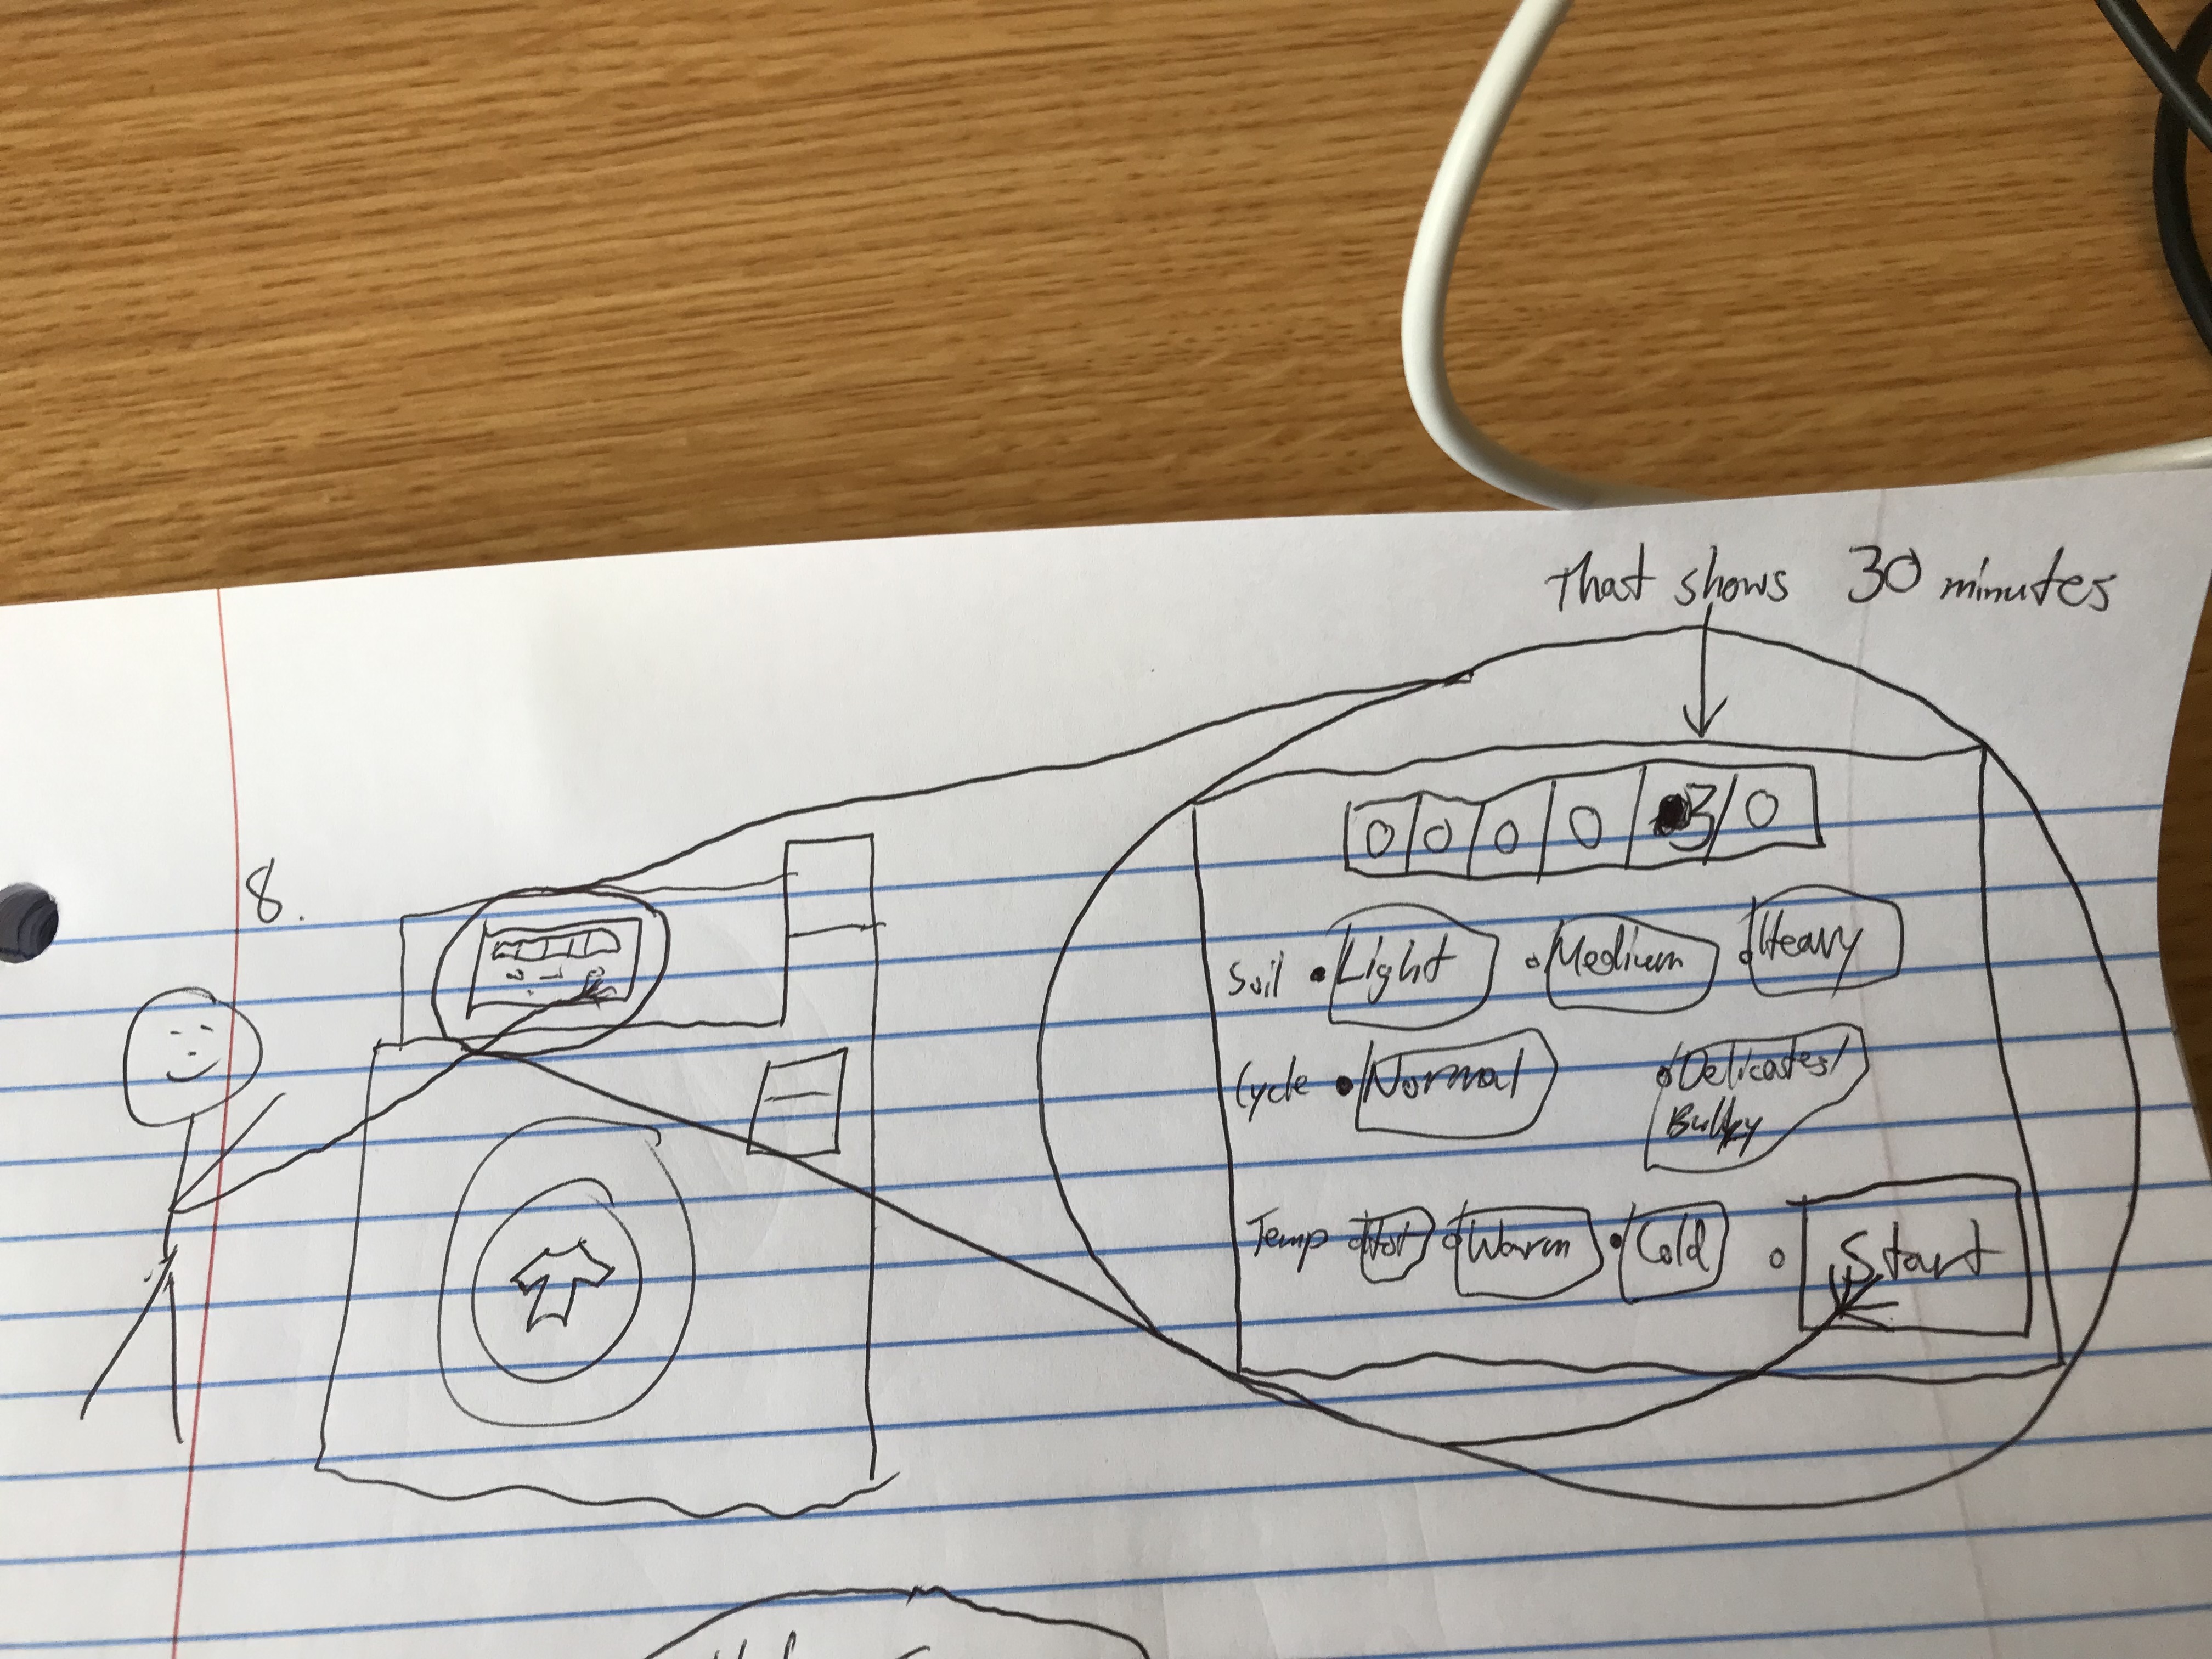 That shows 30 minutes
8.
0 0 0 0 3 0
Soil Light Medium Heavy
Cycle Normal Delicates/
Bulky
Temp Hot Warm Cold Start